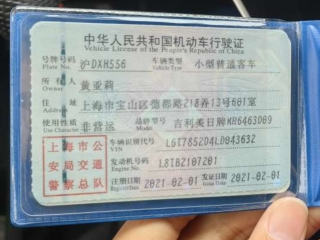 中华人民共和国机动车行驶证
Vehicle License of the People's Republic of China
号牌号码 沪DXH556 车辆类型 小型普通客车
Plate No. Vehicle Type
所有人 黄亚莉
Owner
住址 上海市宝山区 路218弄13号601室
Address
使用性质 非营运 品牌型号 吉利美日牌MR6463D09
Use Character Model
上海市公 车辆识别代号 L6T7852D4LD043632
安局交通 VIN
警察总队 发动机号码 L8TB2107201
Engine No.
注册日期 2021-02-01 发证日期 2021-02-01
Register Date Issue Date